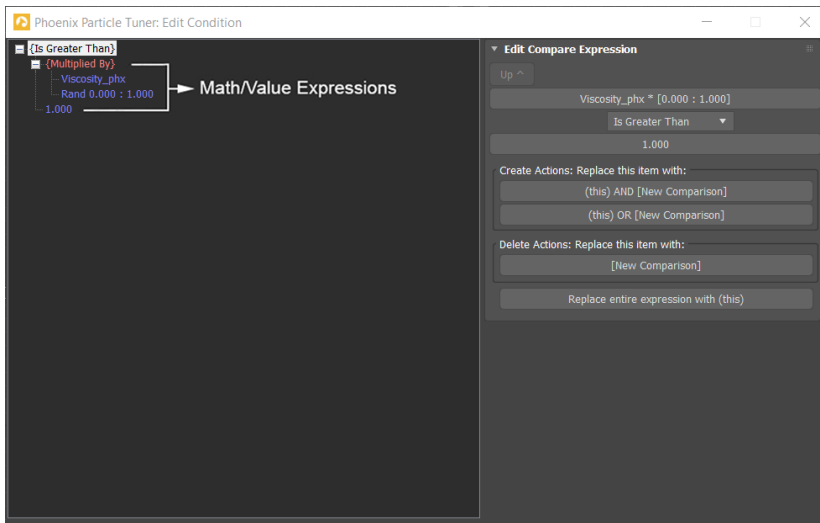 Phoenix Particle Tuner: Edit Condition
{Is Greater Than}
{Multiplied By}
Viscosity_phx
Rand 0.000 : 1.000
1.000
Math/Value Expressions
Edit Compare Expression
Up ^
Viscosity_phx * [0.000 : 1.000]
Is Greater Than
1.000
Create Actions: Replace this item with:
(this) AND [New Comparison]
(this) OR [New Comparison]
Delete Actions: Replace this item with:
[New Comparison]
Replace entire expression with (this)